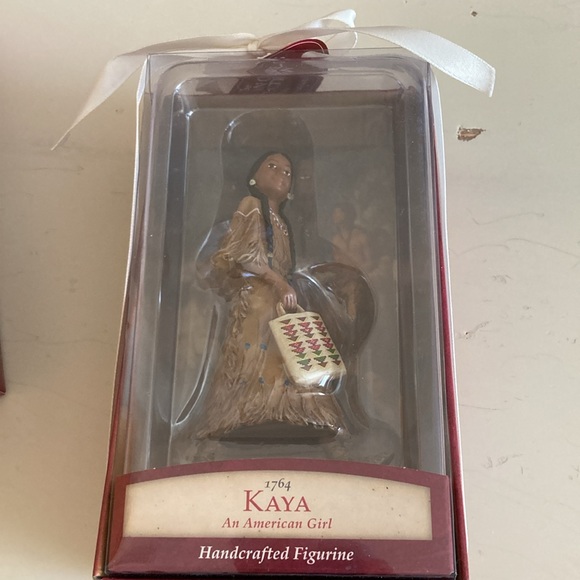 1764
KAYA
An American Girl
Handcrafted Figurine